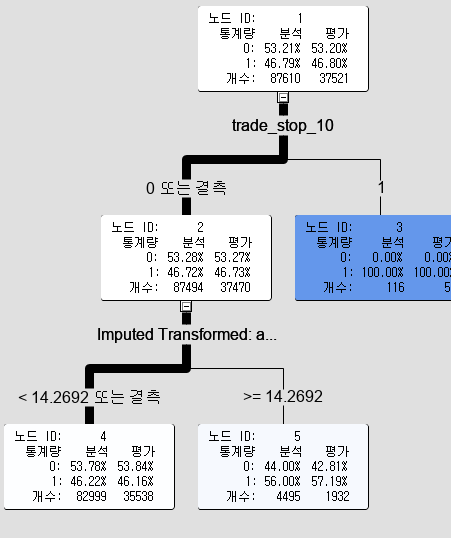 노드 ID: 1
통계량 분석 평가
0: 53.21% 53.20%
1: 46.79% 46.80%
개수: 87610 37521
trade_stop_10
0 또는 결측
1
노드 ID: 2
통계량 분석 평가
0: 53.28% 53.27%
1: 46.72% 46.73%
개수: 87494 37470
노드 ID: 3
통계량 분석 평가
0: 0.00% 0.00%
1: 100.00% 100.00%
개수: 116 5
Imputed Transformed: a...
< 14.2692 또는 결측
>= 14.2692
노드 ID: 4
통계량 분석 평가
0: 53.78% 53.84%
1: 46.22% 46.16%
개수: 82999 35538
노드 ID: 5
통계량 분석 평가
0: 44.00% 42.81%
1: 56.00% 57.19%
개수: 4495 1932